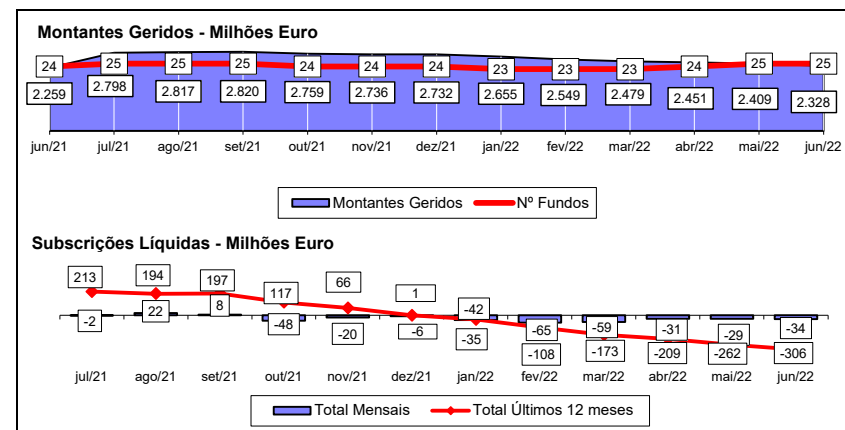 Montantes Geridos - Milhões Euro
24 25 25 25 24 24 24 23 23 23 24 25 25
2.259 2.798 2.817 2.820 2.759 2.736 2.732 2.655 2.549 2.479 2.451 2.409 2.328
jun/21 jul/21 ago/21 set/21 out/21 nov/21 dez/21 jan/22 fev/22 mar/22 abr/22 mai/22 jun/22
Montantes Geridos Nº Fundos
Subscrições Líquidas - Milhões Euro
213 194 197 117 66 1 -42 -65 -59 -31 -29 -34
-2 22 8 -48 -20 -6 -35 -108 -173 -209 -262 -306
jul/21 ago/21 set/21 out/21 nov/21 dez/21 jan/22 fev/22 mar/22 abr/22 mai/22 jun/22
Total Mensais Total Últimos 12 meses